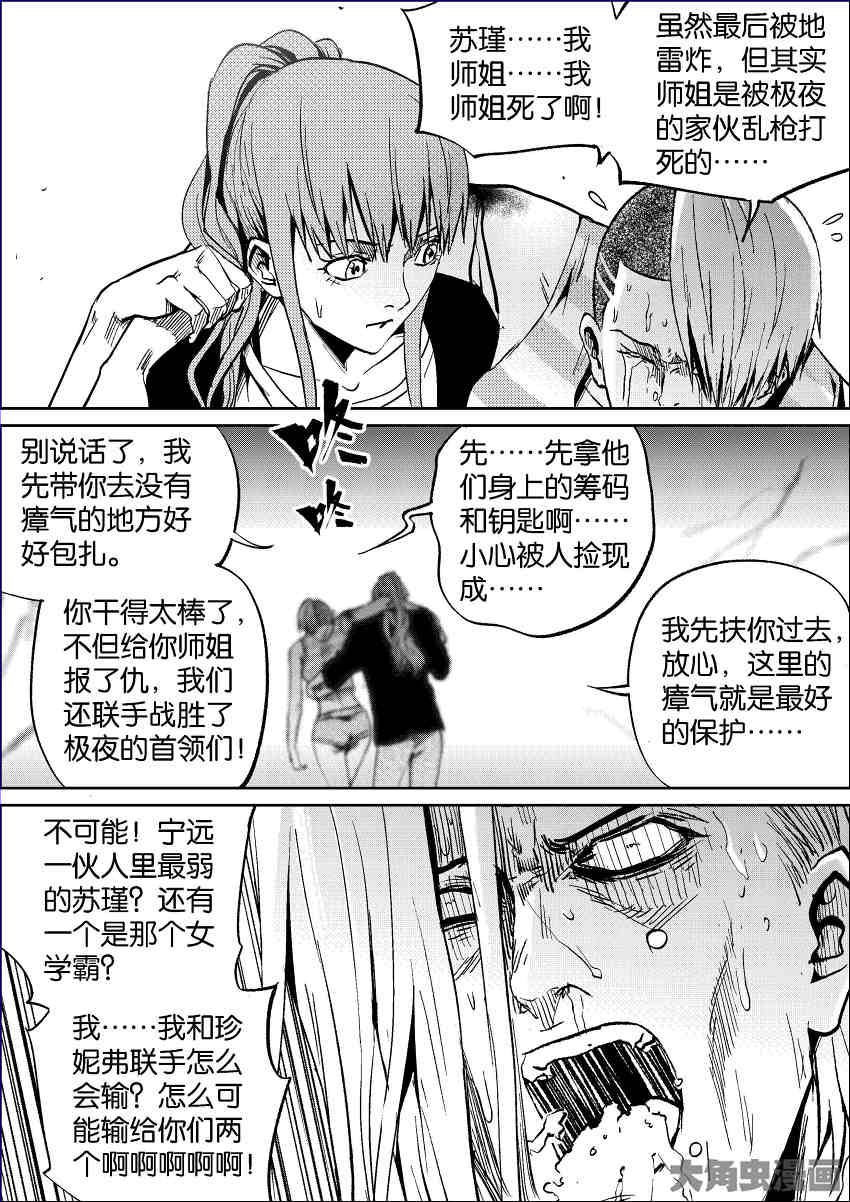 苏瑾……我
师姐……我
师姐死了啊！
虽然最后被地
雷炸，但其实
师姐是被极夜
的家伙乱枪打
死的……
别说话了，我
先带你去没有
瘴气的地方好
好包扎。
你干得太棒了，
不但给你师姐
报了仇，我们
还联手战胜了
极夜的首领们！
咋
咋
先……先拿他
们身上的筹码
和钥匙啊……
小心被人捡现
成……
我先扶你过去，
放心，这里的
瘴气就是最好
的保护……
不可能！宁远
一伙人里最弱
的苏瑾？还有
一个是那个女
学霸？
我……我和珍
妮弗联手怎么
会输？怎么可
能输给你们两
个啊啊啊啊啊！
大角虫漫画